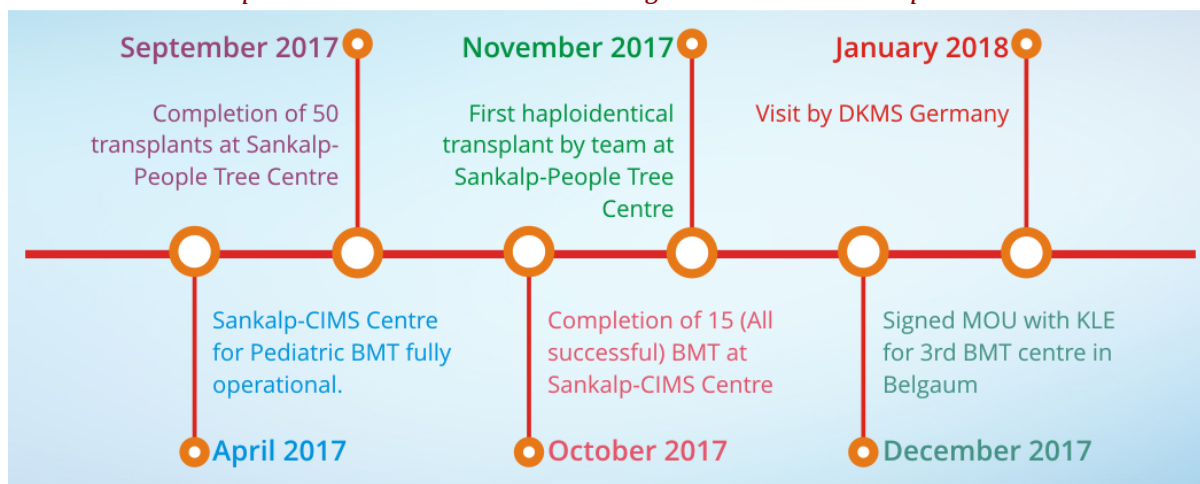 September 2017
Completion of 50
transplants at Sankalp-
People Tree Centre
November 2017
First haploidentical
transplant by team at
Sankalp-People Tree
Centre
January 2018
Visit by DKMS Germany
Sankalp-CIMS Centre
for Pediatric BMT fully
operational.
April 2017
Completion of 15 (All
successful) BMT at
Sankalp-CIMS Centre
October 2017
Signed MOU with KLE
for 3rd BMT centre in
Belgaum
December 2017